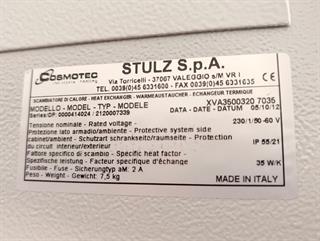 COSMOTEC
STULZ S.p.A.
Via Torricelli - 37067 VALEGGIO s/M VR I
TEL. 0039(0)45 6331600 - FAX 0039(0)45 6331635
CE
SCAMBIATORE DI CALORE - HEAT EXCHANGER - WARMEAUSTAUSCHER - ECHANGEUR THERMIQUE
MODELLO - MODEL - TYP - MODELE XVA3500320 7035
Series/OP: 0000414024 / 2120007339 DATA - DATE - DATUM 05/10/12
Tensione nominale - Rated voltage - 230/1/50-60 V
Protezione lato armadio/ambiente - Protective system side
cabinet/ambient - Schutzart schrankseite/raumseite - Protection
du circuit interieur/exterieur IP 55/21
Fattore specifico di scambio - Specific heat factor -
Spezifischer Leistung - Facteur specifique d'échange 35 W/K
Fusibile - Fuse - Sicherungtyp aM: 2 A
Peso - Weight - Gewicht: 7,5 kg MADE IN ITALY